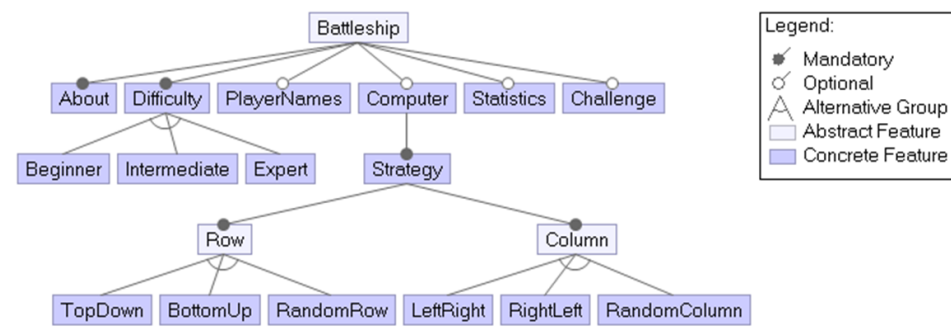 Battleship
About
Difficulty
PlayerNames
Computer
Statistics
Challenge
Beginner
Intermediate
Expert
Strategy
Row
Column
TopDown
BottomUp
RandomRow
LeftRight
RightLeft
RandomColumn
Legend:
Mandatory
Optional
Alternative Group
Abstract Feature
Concrete Feature